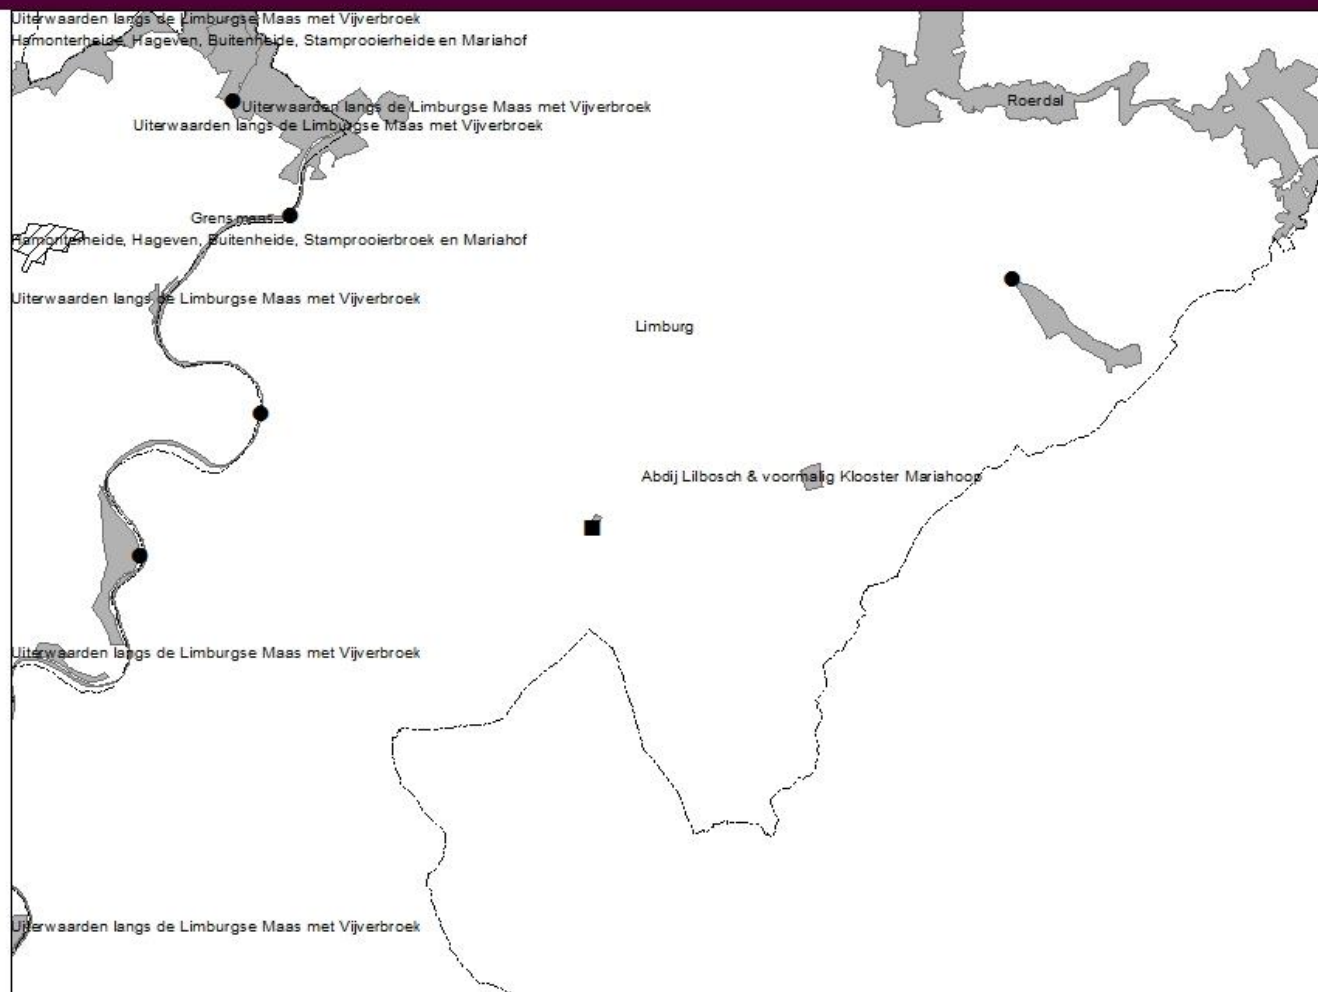 Uiterwaarden langs de Limburgse Maas met Vijverbroek
Hamonterheide, Hageven, Buitenheide, Stamprooierheide en Mariahof
Roerdal
Uiterwaarden langs de Limburgse Maas met Vijverbroek
Uiterwaarden langs de Limburgse Maas met Vijverbroek
Grensmaas
Hamonterheide, Hageven, Buitenheide, Stamprooierbroek en Mariahof
Uiterwaarden langs de Limburgse Maas met Vijverbroek
Limburg
Abdij Lilbosch & voormalig Klooster Mariahoop
Uiterwaarden langs de Limburgse Maas met Vijverbroek
Uiterwaarden langs de Limburgse Maas met Vijverbroek